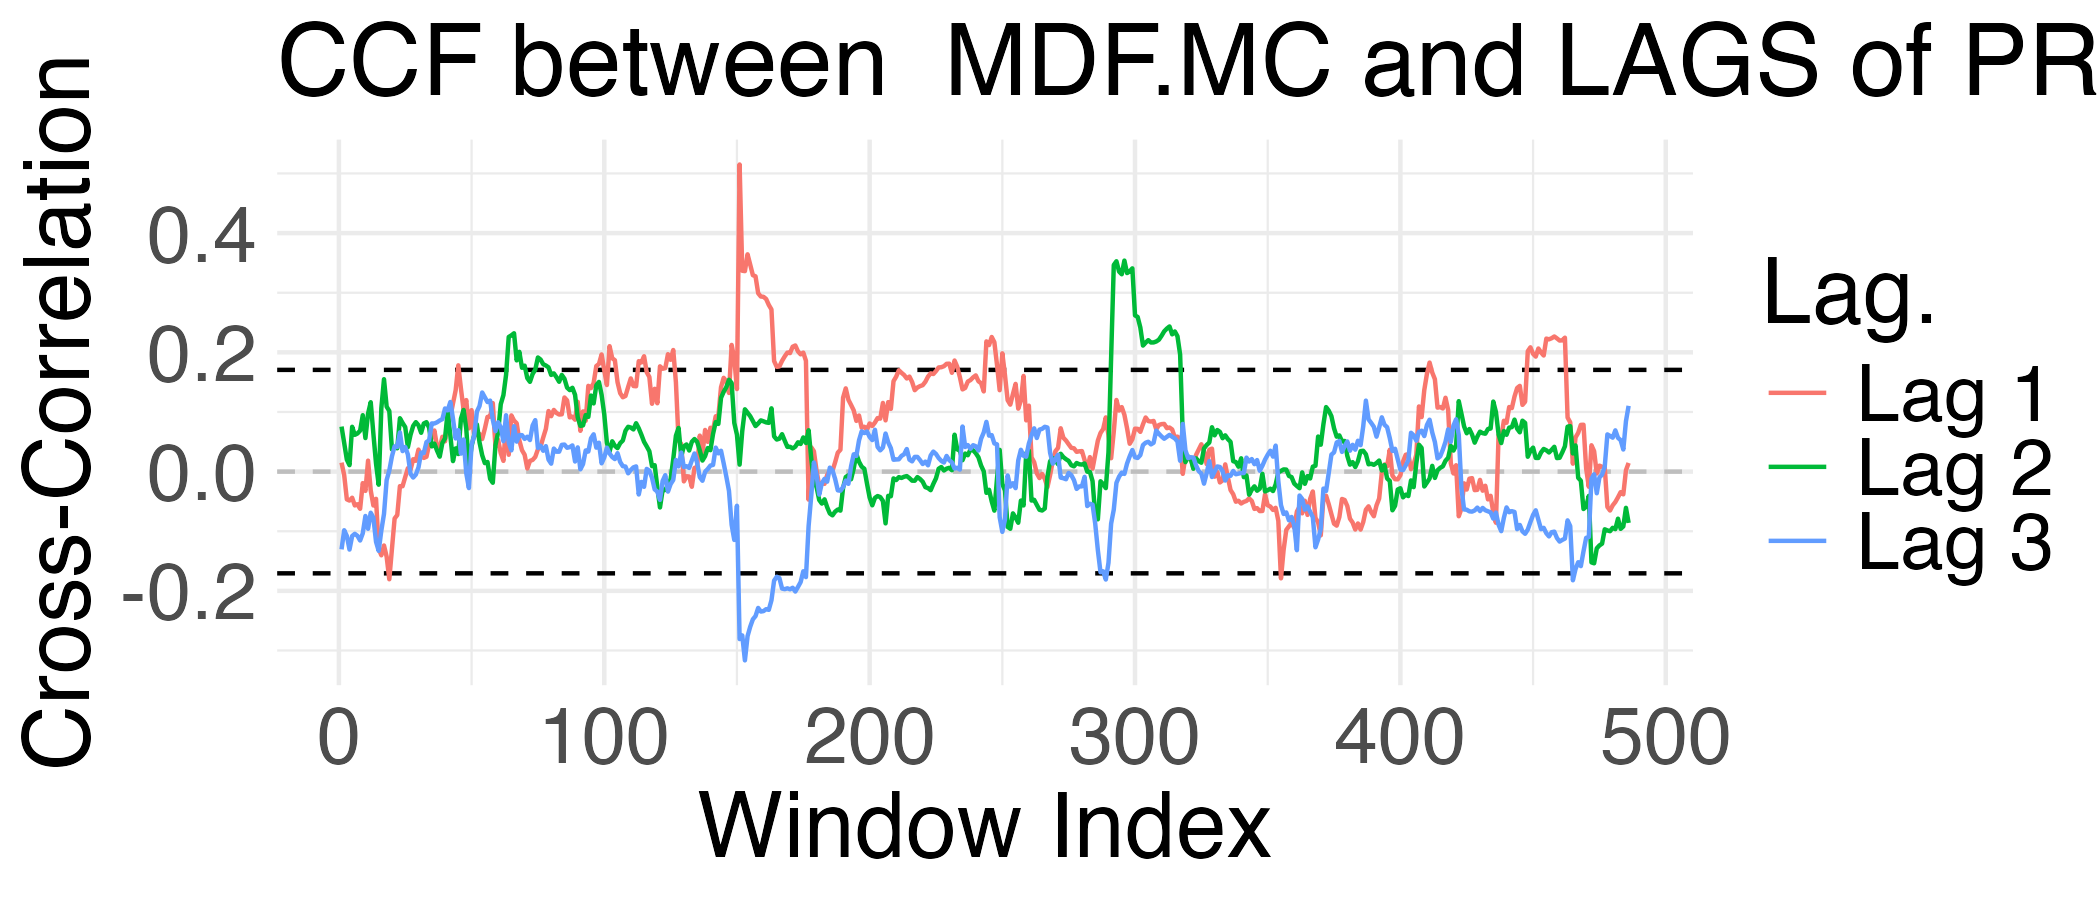 CCF between  MDF.MC and LAGS of PR
Cross-Correlation
0.4
0.2
0.0
-0.2
0
100
200
300
400
500
Window Index
Lag.
Lag 1
Lag 2
Lag 3